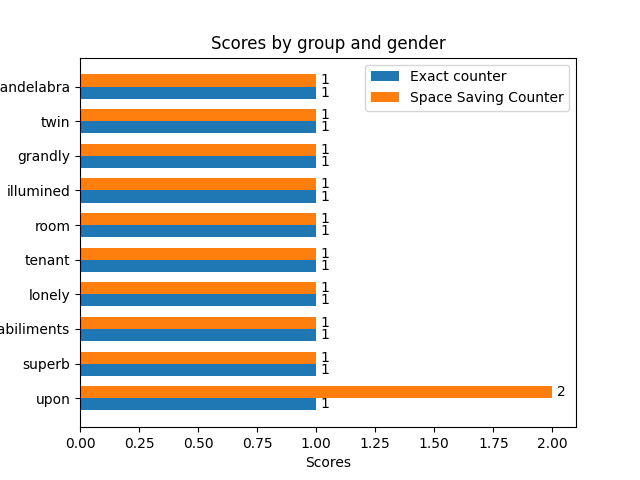 Scores by group and gender
Exact counter
Space Saving Counter
andelabra 1 1
twin 1 1
grandly 1 1
illumined 1 1
room 1 1
tenant 1 1
lonely 1 1
abiliments 1 1
superb 1 1
upon 2 1
0.00 0.25 0.50 0.75 1.00 1.25 1.50 1.75 2.00
Scores